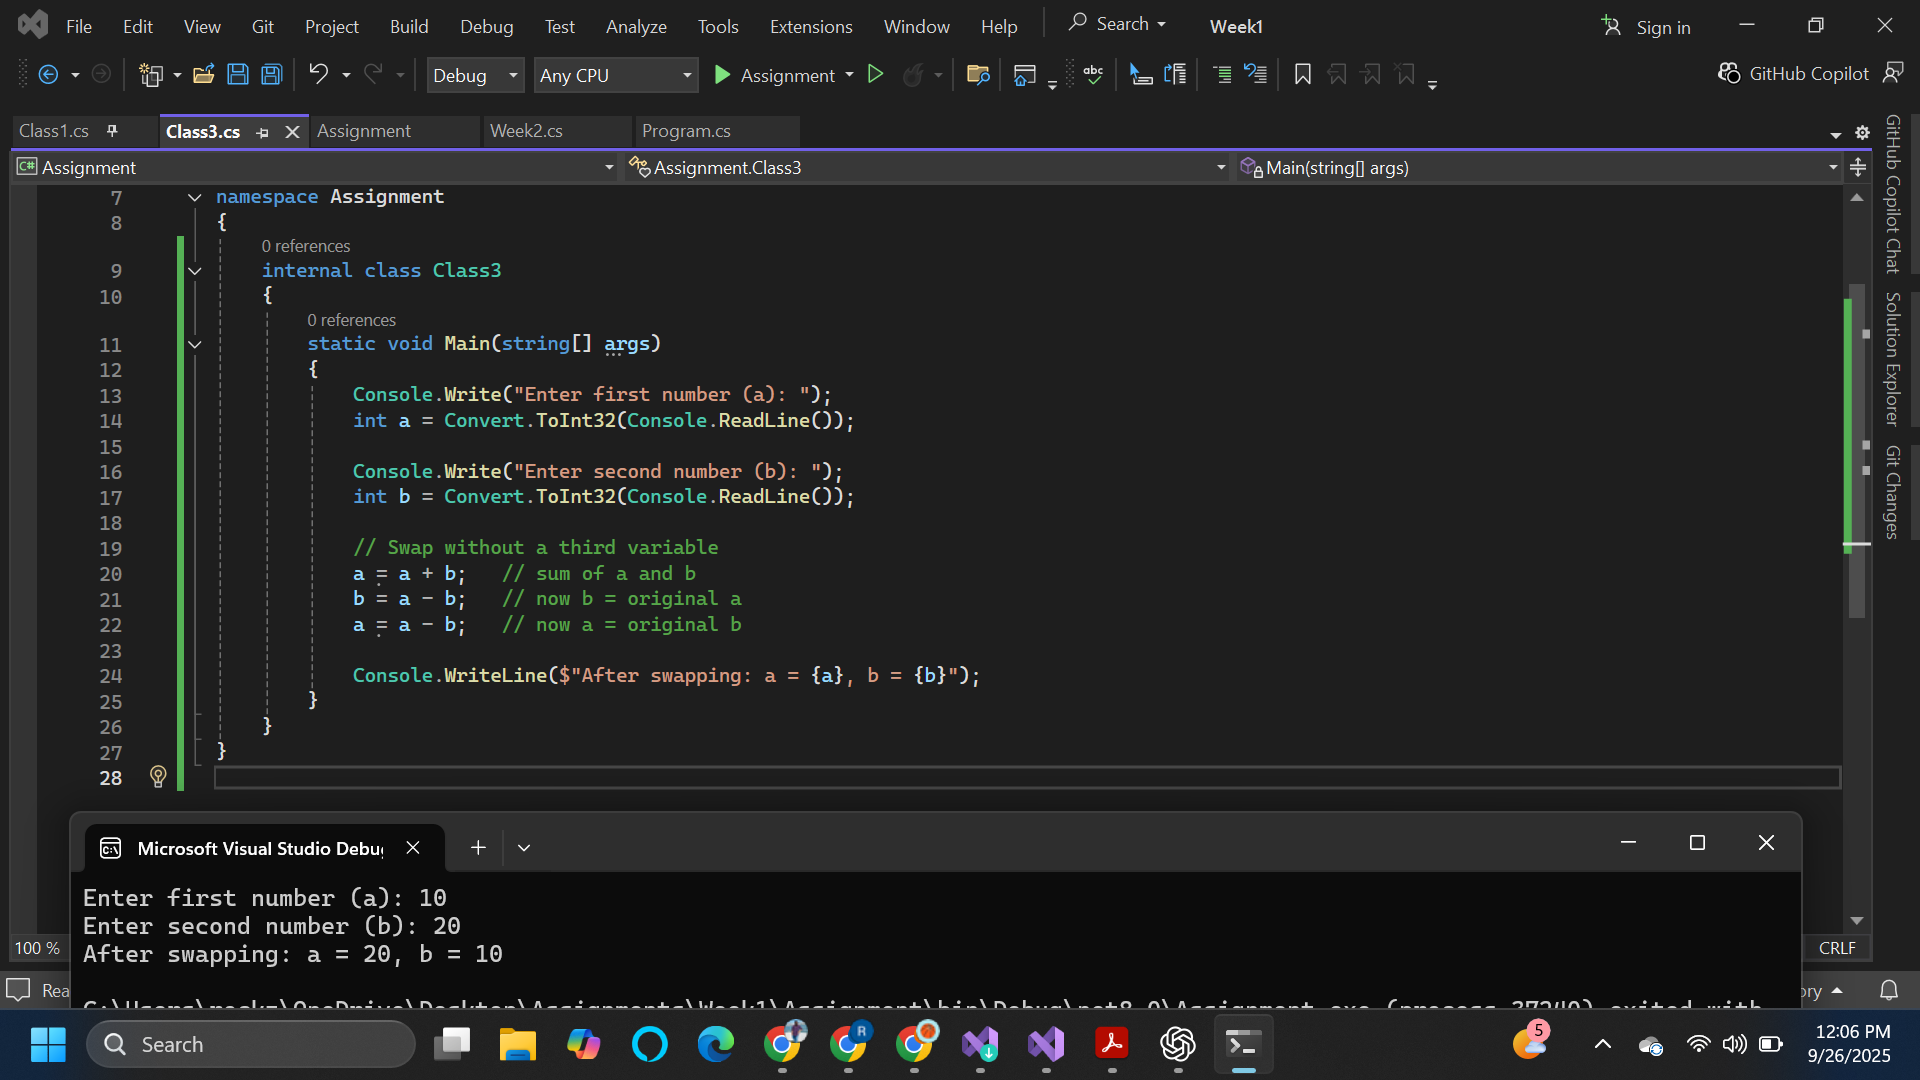 File Edit View Git Project Build Debug Test Analyze Tools Extensions Window Help Search Week1 Sign in
Debug Any CPU Assignment GitHub Copilot
Class1.cs Class3.cs Assignment Week2.cs Program.cs
Assignment Assignment.Class3 Main(string[] args)
7 namespace Assignment
8 {
0 references
9 internal class Class3
10 {
0 references
11 static void Main(string[] args)
12 {
13 Console.Write("Enter first number (a): ");
14 int a = Convert.ToInt32(Console.ReadLine());
15
16 Console.Write("Enter second number (b): ");
17 int b = Convert.ToInt32(Console.ReadLine());
18
19 // Swap without a third variable
20 a = a + b; // sum of a and b
21 b = a - b; // now b = original a
22 a = a - b; // now a = original b
23
24 Console.WriteLine($"After swapping: a = {a}, b = {b}");
25 }
26 }
27 }
28
GitHub Copilot Chat
Solution Explorer
Git Changes
Microsoft Visual Studio Debu
Enter first number (a): 10
Enter second number (b): 20
After swapping: a = 20, b = 10
100 % CRLF
Search
5
12:06 PM
9/26/2025